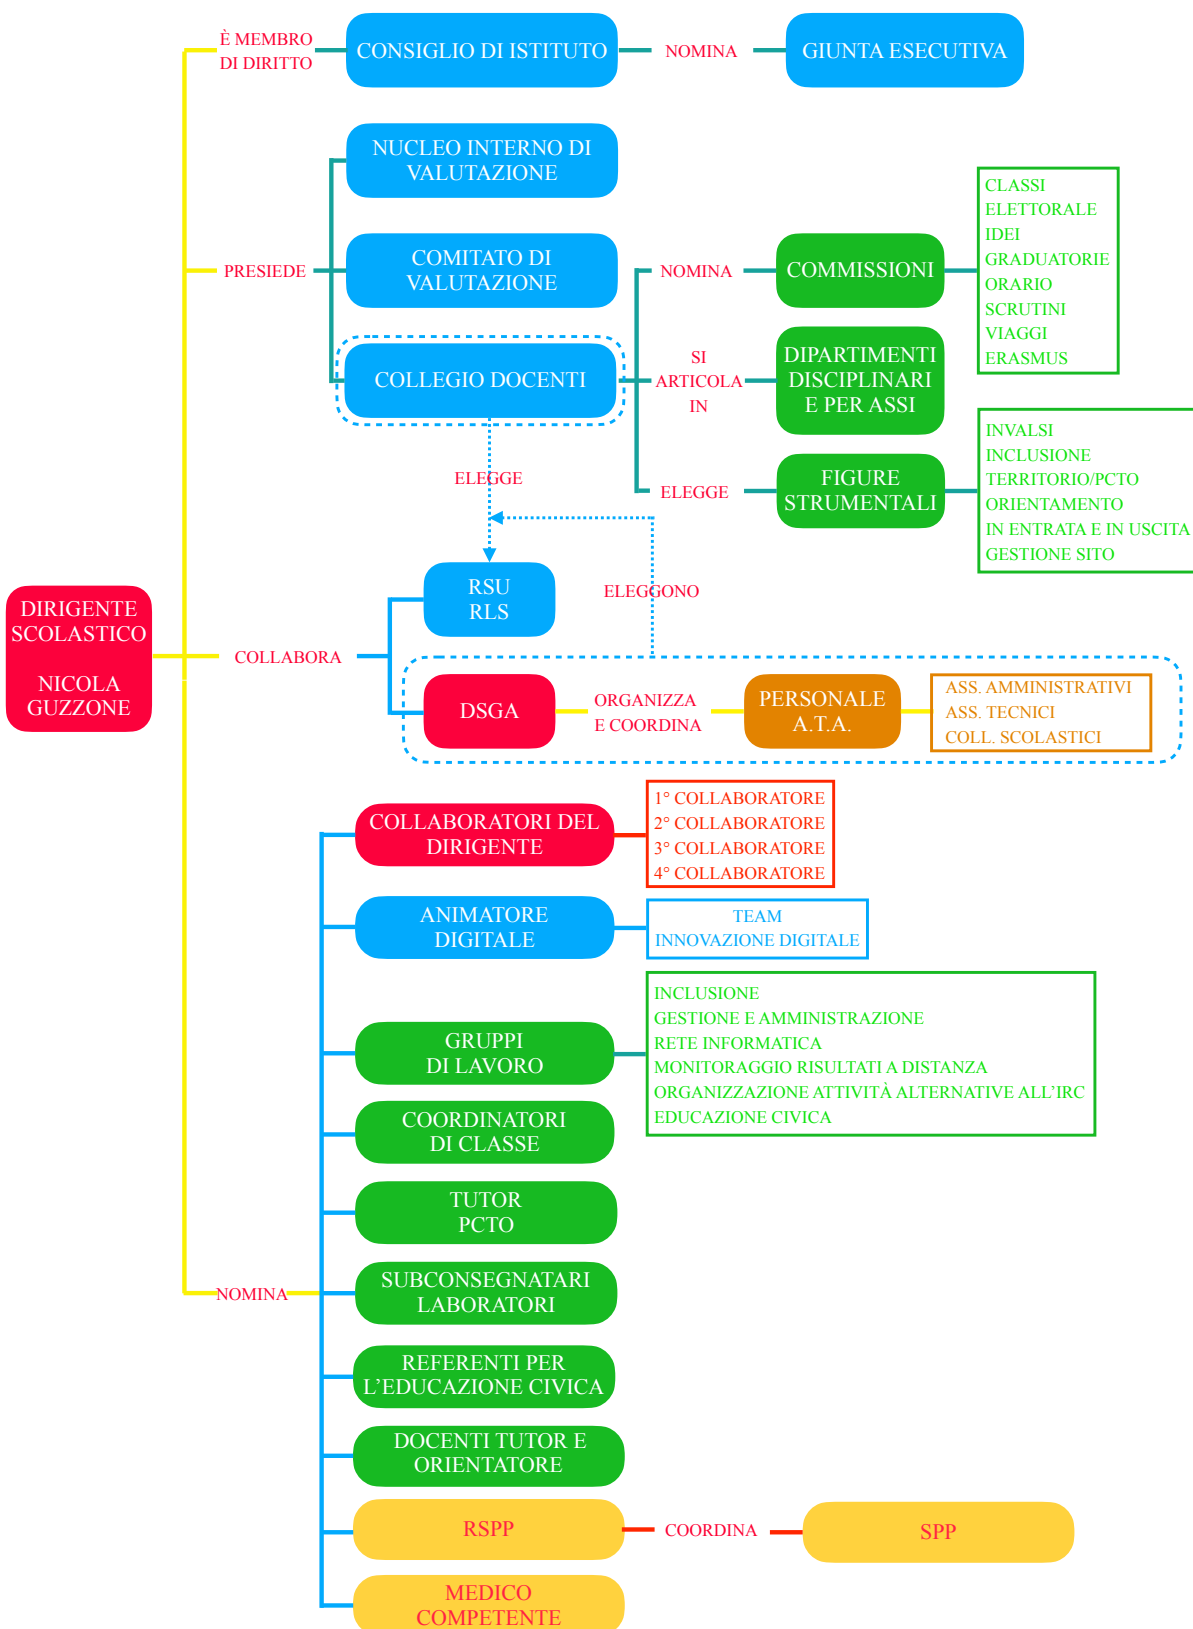 È MEMBRO
DI DIRITTO
CONSIGLIO DI ISTITUTO
NOMINA
GIUNTA ESECUTIVA
NUCLEO INTERNO DI
VALUTAZIONE
PRESIEDE
COMITATO DI
VALUTAZIONE
COLLEGIO DOCENTI
NOMINA
COMMISSIONI
CLASSI
ELETTORALE
IDEI
GRADUATORIE
ORARIO
SCRUTINI
VIAGGI
ERASMUS
SI
ARTICOLA
IN
DIPARTIMENTI
DISCIPLINARI
E PER ASSI
ELEGGE
FIGURE
STRUMENTALI
INVALSI
INCLUSIONE
TERRITORIO/PCTO
ORIENTAMENTO
IN ENTRATA E IN USCITA
GESTIONE SITO
ELEGGE
ELEGGONO
DIRIGENTE
SCOLASTICO
NICOLA
GUZZONE
COLLABORA
RSU
RLS
DSGA
ORGANIZZA
E COORDINA
PERSONALE
A.T.A.
ASS. AMMINISTRATIVI
ASS. TECNICI
COLL. SCOLASTICI
NOMINA
COLLABORATORI DEL
DIRIGENTE
1° COLLABORATORE
2° COLLABORATORE
3° COLLABORATORE
4° COLLABORATORE
ANIMATORE
DIGITALE
TEAM
INNOVAZIONE DIGITALE
GRUPPI
DI LAVORO
INCLUSIONE
GESTIONE E AMMINISTRAZIONE
RETE INFORMATICA
MONITORAGGIO RISULTATI A DISTANZA
ORGANIZZAZIONE ATTIVITÀ ALTERNATIVE ALL’IRC
EDUCAZIONE CIVICA
COORDINATORI
DI CLASSE
TUTOR
PCTO
SUBCONSEGNATARI
LABORATORI
REFERENTI PER
L’EDUCAZIONE CIVICA
DOCENTI TUTOR E
ORIENTATORE
RSPP
COORDINA
SPP
MEDICO
COMPETENTE